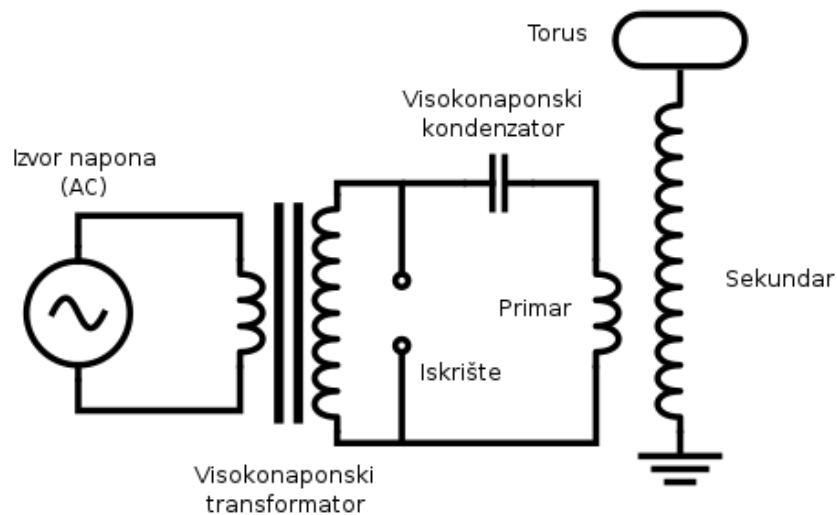 Torus
Visokonaponski
kondenzator
Izvor napona
(AC)
Sekundar
Primar
Iskrište
Visokonaponski
transformator